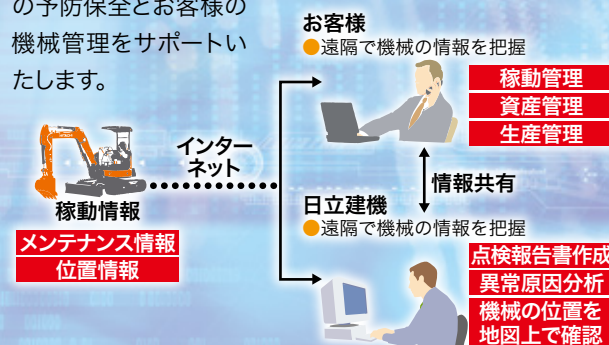 の予防保全とお客様の
機械管理をサポートい
たします。
お客様
●遠隔で機械の情報を把握
稼動管理
資産管理
生産管理
インター
ネット
情報共有
稼動情報
メンテナンス情報
位置情報
日立建機
●遠隔で機械の情報を把握
点検報告書作成
異常原因分析
機械の位置を
地図上で確認